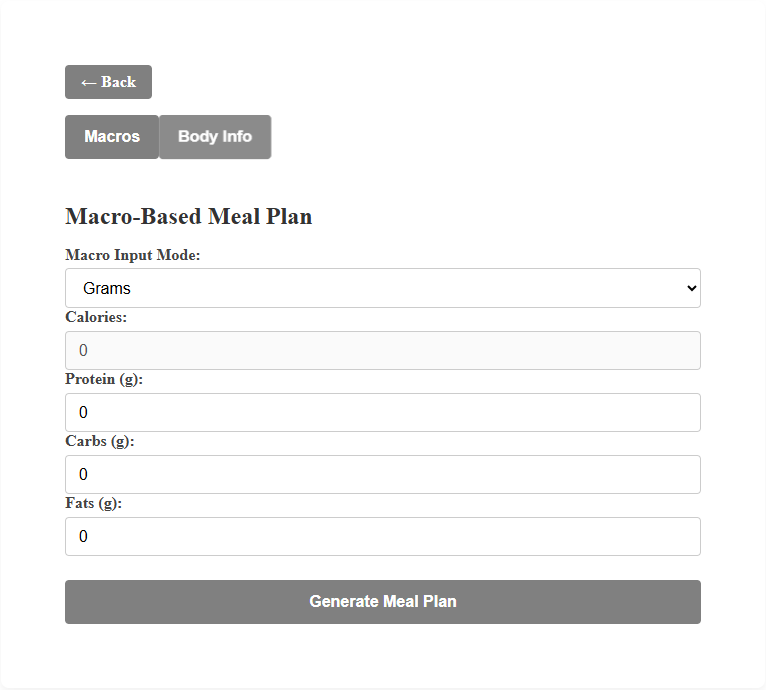 ← Back
Macros Body Info
Macro-Based Meal Plan
Macro Input Mode:
Grams
Calories:
0
Protein (g):
0
Carbs (g):
0
Fats (g):
0
Generate Meal Plan